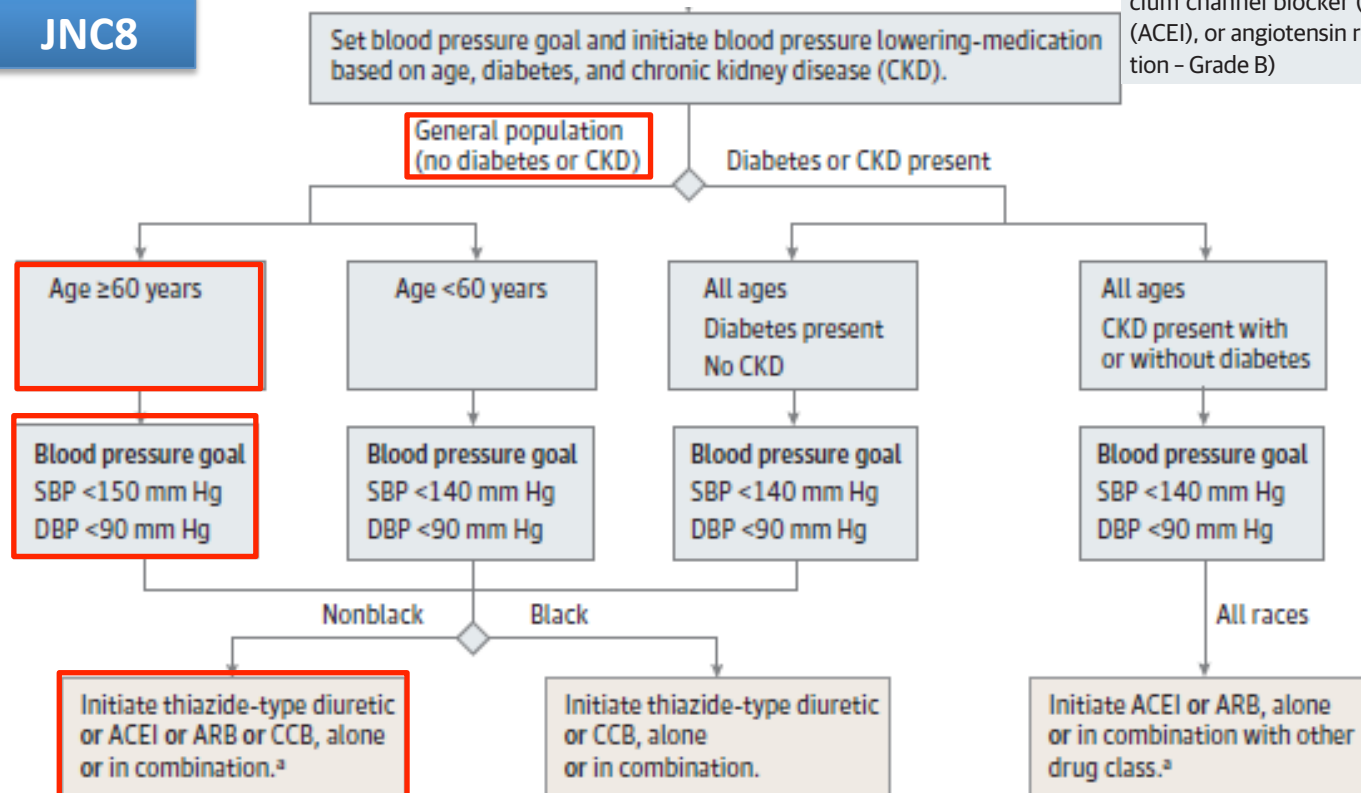 JNC8
cium channel blocker
(ACEI), or angiotensin r
tion – Grade B)
Set blood pressure goal and initiate blood pressure lowering-medication
based on age, diabetes, and chronic kidney disease (CKD).
General population
(no diabetes or CKD)
Diabetes or CKD present
Age ≥60 years
Age <60 years
All ages
Diabetes present
No CKD
All ages
CKD present with
or without diabetes
Blood pressure goal
SBP <150 mm Hg
DBP <90 mm Hg
Blood pressure goal
SBP <140 mm Hg
DBP <90 mm Hg
Blood pressure goal
SBP <140 mm Hg
DBP <90 mm Hg
Blood pressure goal
SBP <140 mm Hg
DBP <90 mm Hg
Nonblack
Black
All races
Initiate thiazide-type diuretic
or ACEI or ARB or CCB, alone
or in combination.ª
Initiate thiazide-type diuretic
or CCB, alone
or in combination.
Initiate ACEI or ARB, alone
or in combination with other
drug class.ª